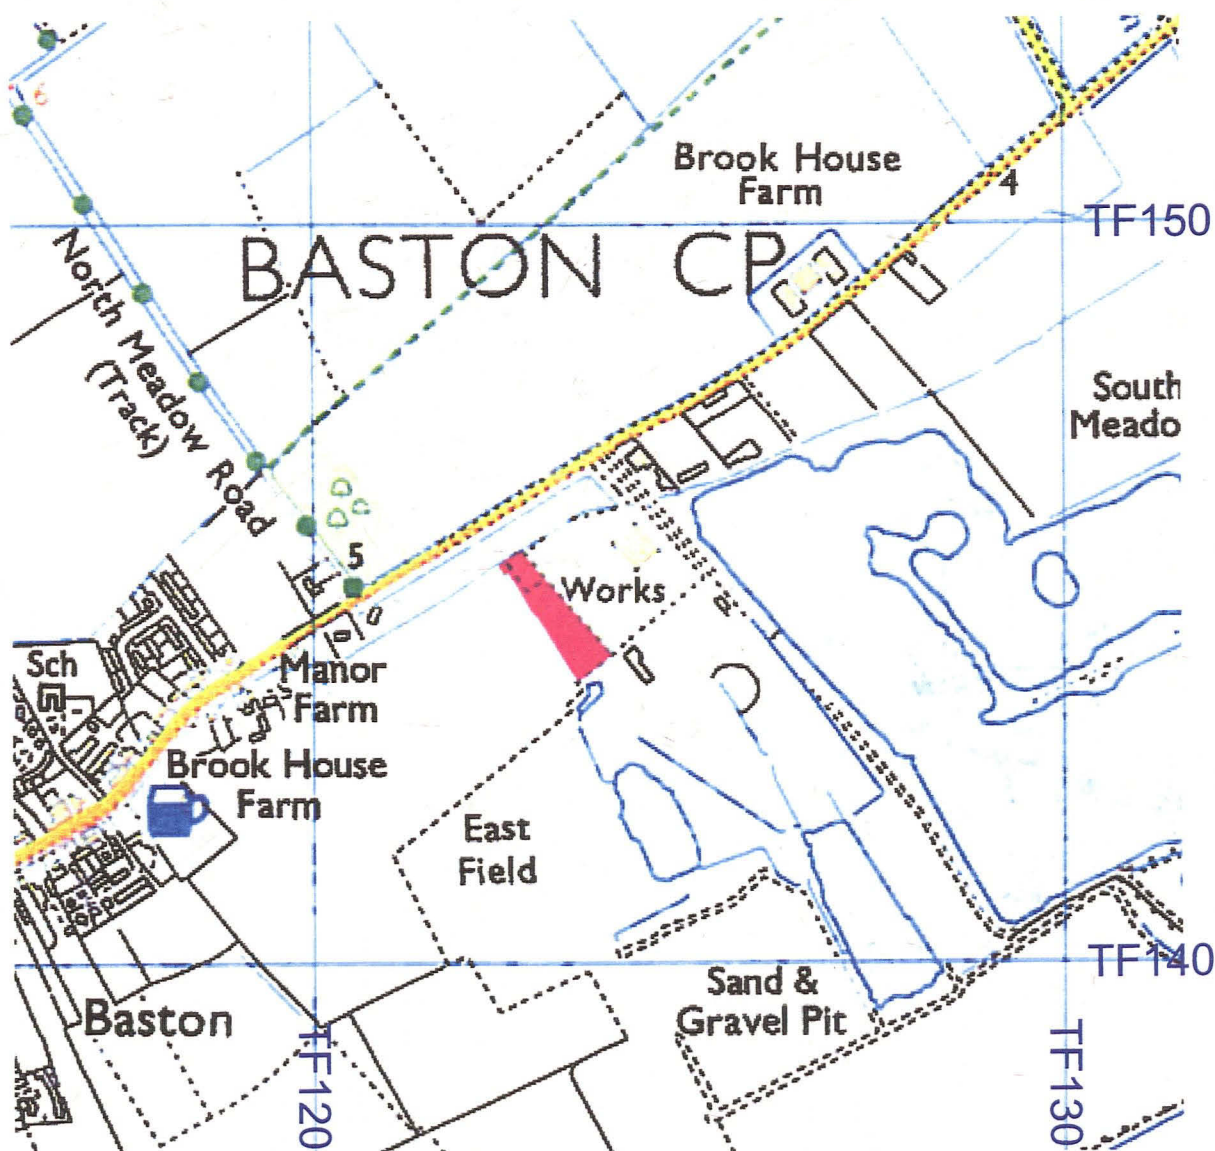 6
Brook House
Farm
4
TF150
BASTON CP
North Meadow Road
(Track)
South
Meado
5
Works
Sch
Manor
Farm
Brook House
Farm
East
Field
TF140
Sand &
Gravel Pit
Baston
TF120
TF130